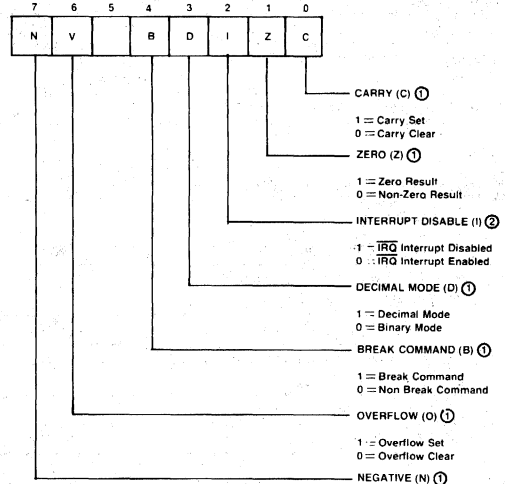 7 6 5 4 3 2 1 0
N V B D I Z C
CARRY (C) ①
1 = Carry Set
0 = Carry Clear
ZERO (Z) ①
1 = Zero Result
0 = Non-Zero Result
INTERRUPT DISABLE (I) ②
1 = IRQ Interrupt Disabled
0 = IRQ Interrupt Enabled
DECIMAL MODE (D) ①
1 = Decimal Mode
0 = Binary Mode
BREAK COMMAND (B) ①
1 = Break Command
0 = Non Break Command
OVERFLOW (O) ①
1 = Overflow Set
0 = Overflow Clear
NEGATIVE (N) ①